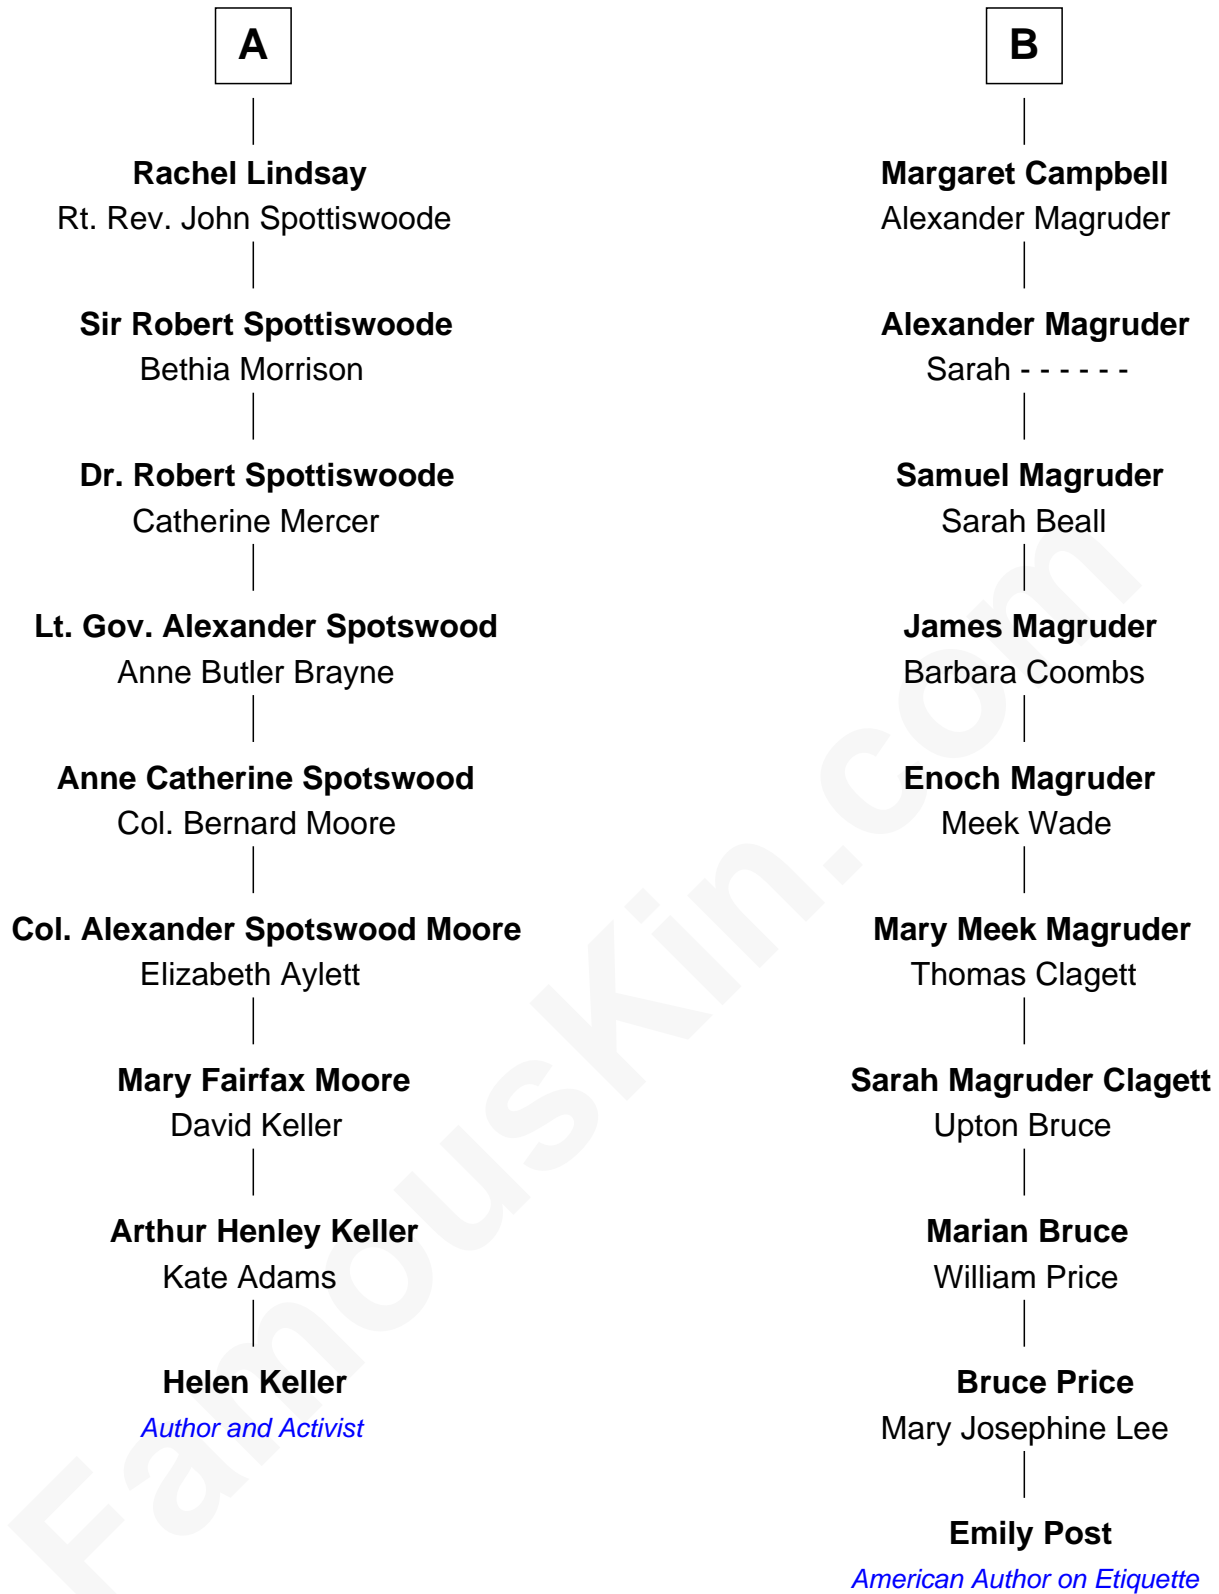 A
Rachel Lindsay
Rt. Rev. John Spottiswoode
Sir Robert Spottiswoode
Bethia Morrison
Dr. Robert Spottiswoode
Catherine Mercer
Lt. Gov. Alexander Spotswood
Anne Butler Brayne
Anne Catherine Spotswood
Col. Bernard Moore
Col. Alexander Spotswood Moore
Elizabeth Aylett
Mary Fairfax Moore
David Keller
Arthur Henley Keller
Kate Adams
Helen Keller
Author and Activist
B
Margaret Campbell
Alexander Magruder
Alexander Magruder
Sarah - - - - - -
Samuel Magruder
Sarah Beall
James Magruder
Barbara Coombs
Enoch Magruder
Meek Wade
Mary Meek Magruder
Thomas Clagett
Sarah Magruder Clagett
Upton Bruce
Marian Bruce
William Price
Bruce Price
Mary Josephine Lee
Emily Post
American Author on Etiquette
FamousKin.com